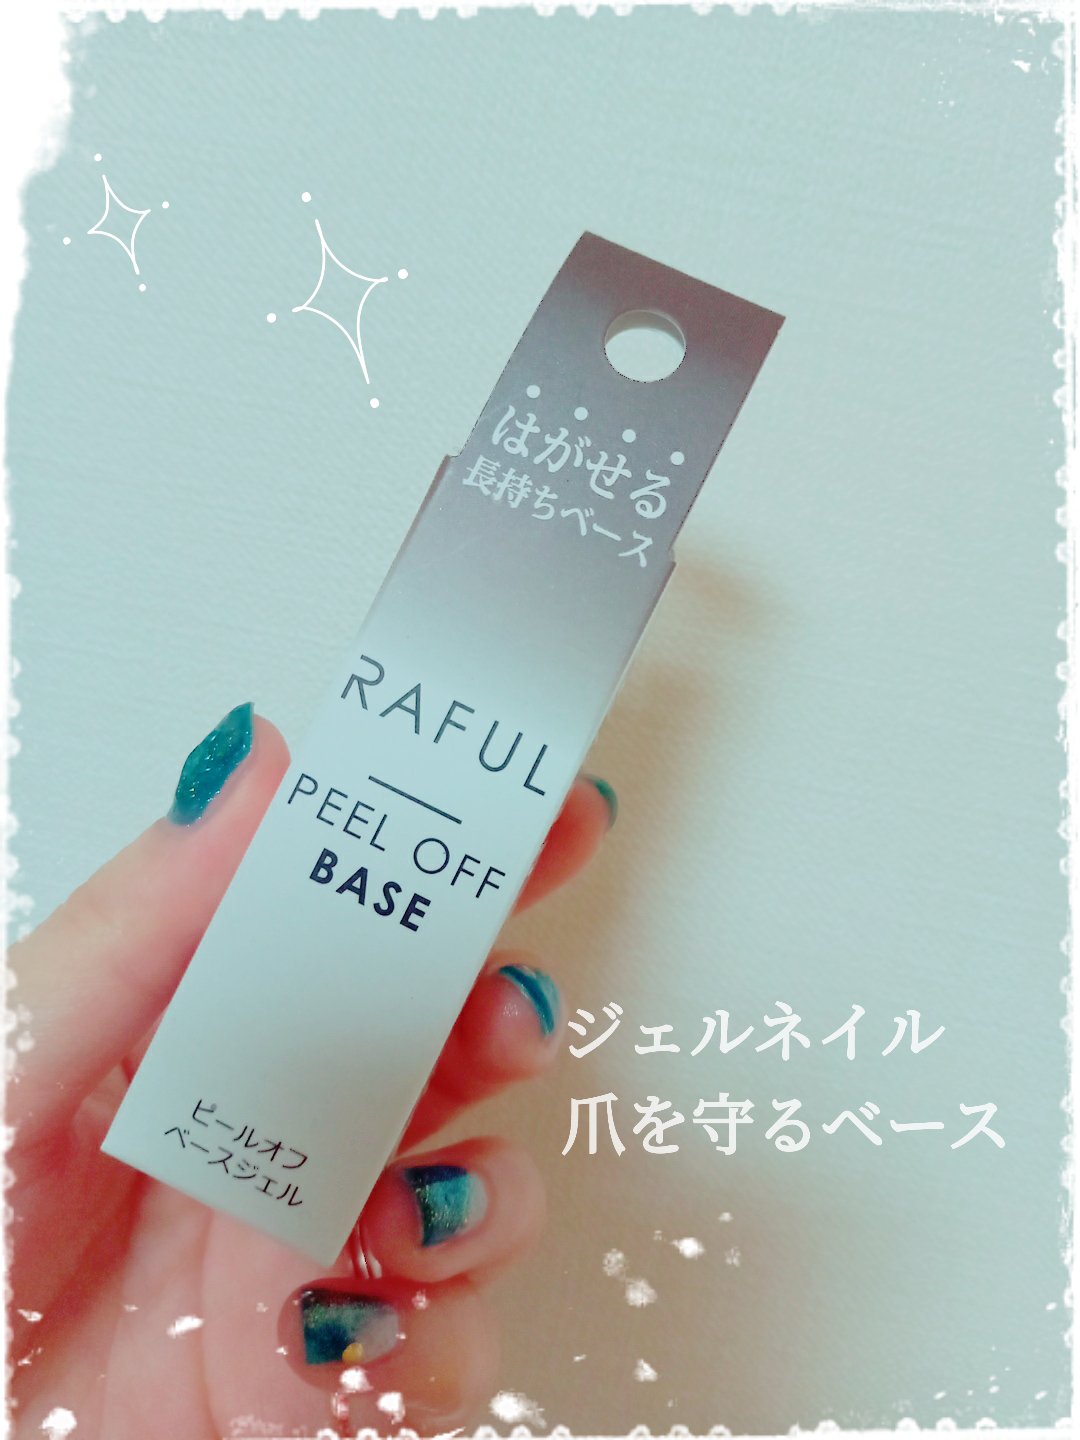 はがせる
長持ちベース
RAFUL
PEEL OFF
BASE
ピールオフ
ベースジェル
ジェルネイル
爪を守るベース